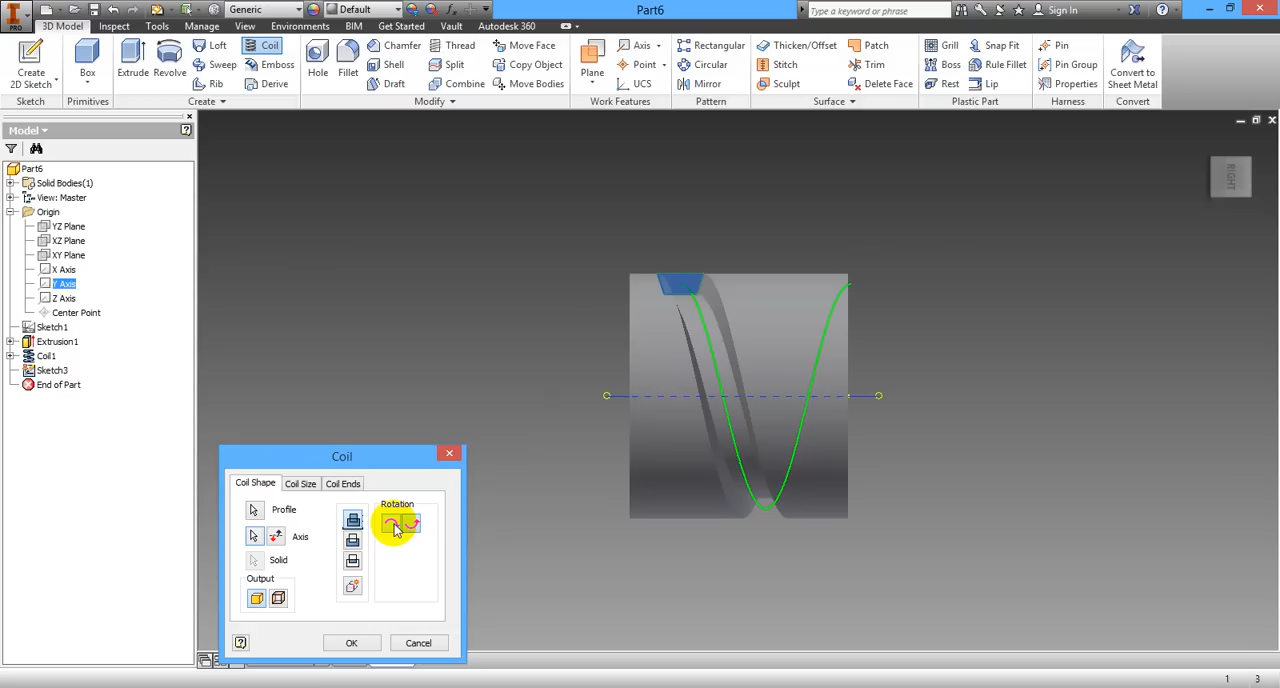 Generic
Default
Part6
Type a keyword or phrase
Sign In
PRO
3D Model
Inspect
Tools
Manage
View
Environments
BIM
Get Started
Vault
Autodesk 360
Create
2D Sketch
Box
Extrude
Revolve
Loft
Sweep
Rib
Coil
Emboss
Derive
Hole
Fillet
Chamfer
Shell
Draft
Thread
Split
Combine
Move Face
Copy Object
Move Bodies
Plane
Axis
Point
UCS
Rectangular
Circular
Mirror
Thicken/Offset
Stitch
Sculpt
Patch
Trim
Delete Face
Grill
Boss
Rest
Snap Fit
Rule Fillet
Lip
Pin
Pin Group
Properties
Convert to
Sheet Metal
Sketch
Primitives
Create
Modify
Work Features
Pattern
Surface
Plastic Part
Harness
Convert
Model
Part6
Solid Bodies(1)
View: Master
Origin
YZ Plane
XZ Plane
XY Plane
X Axis
Y Axis
Z Axis
Center Point
Sketch1
Extrusion1
Coil1
Sketch3
End of Part
RIGHT
Coil
Coil Shape
Coil Size
Coil Ends
Profile
Axis
Solid
Output
Rotation
OK
Cancel
1 3